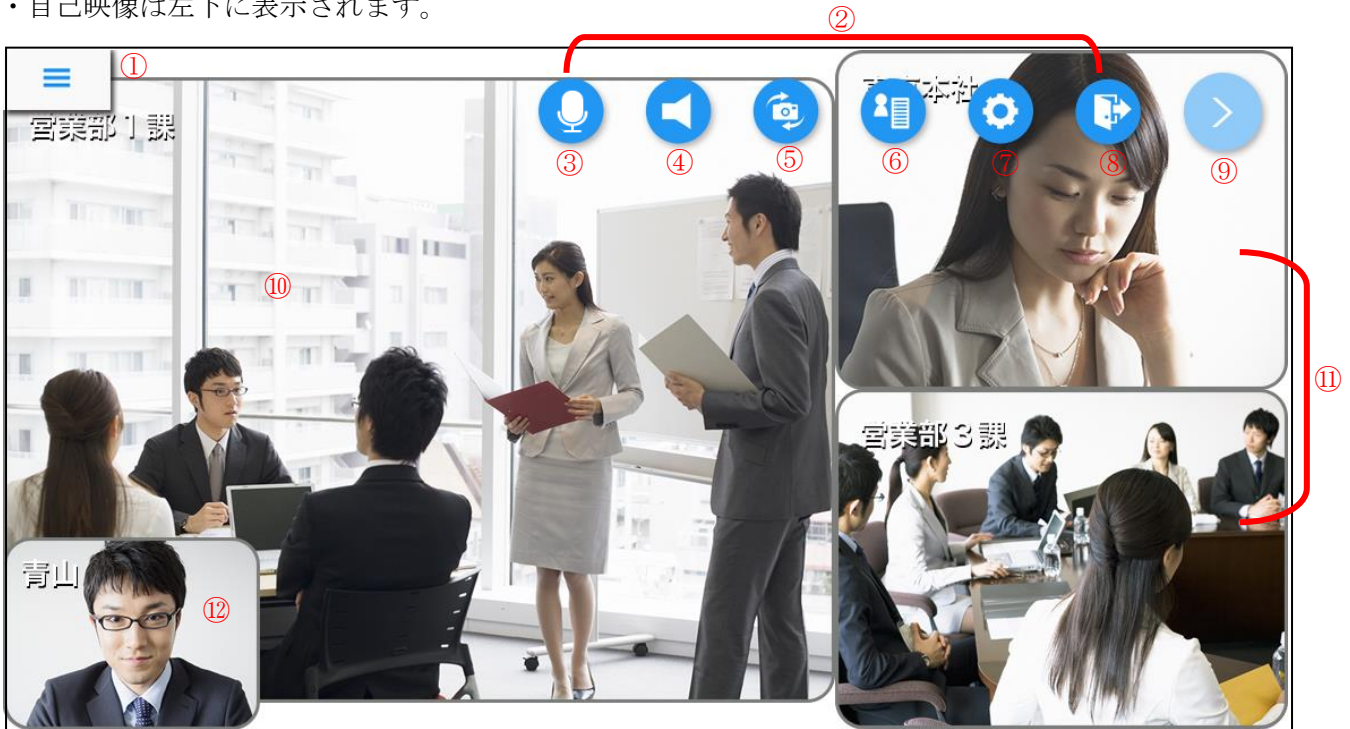 ・自己映像は左下に表示されます。
②
①
営業部１課
本社
③
④
⑤
⑥
⑦
⑧
⑨
⑩
⑪
営業部３課
青山
⑫